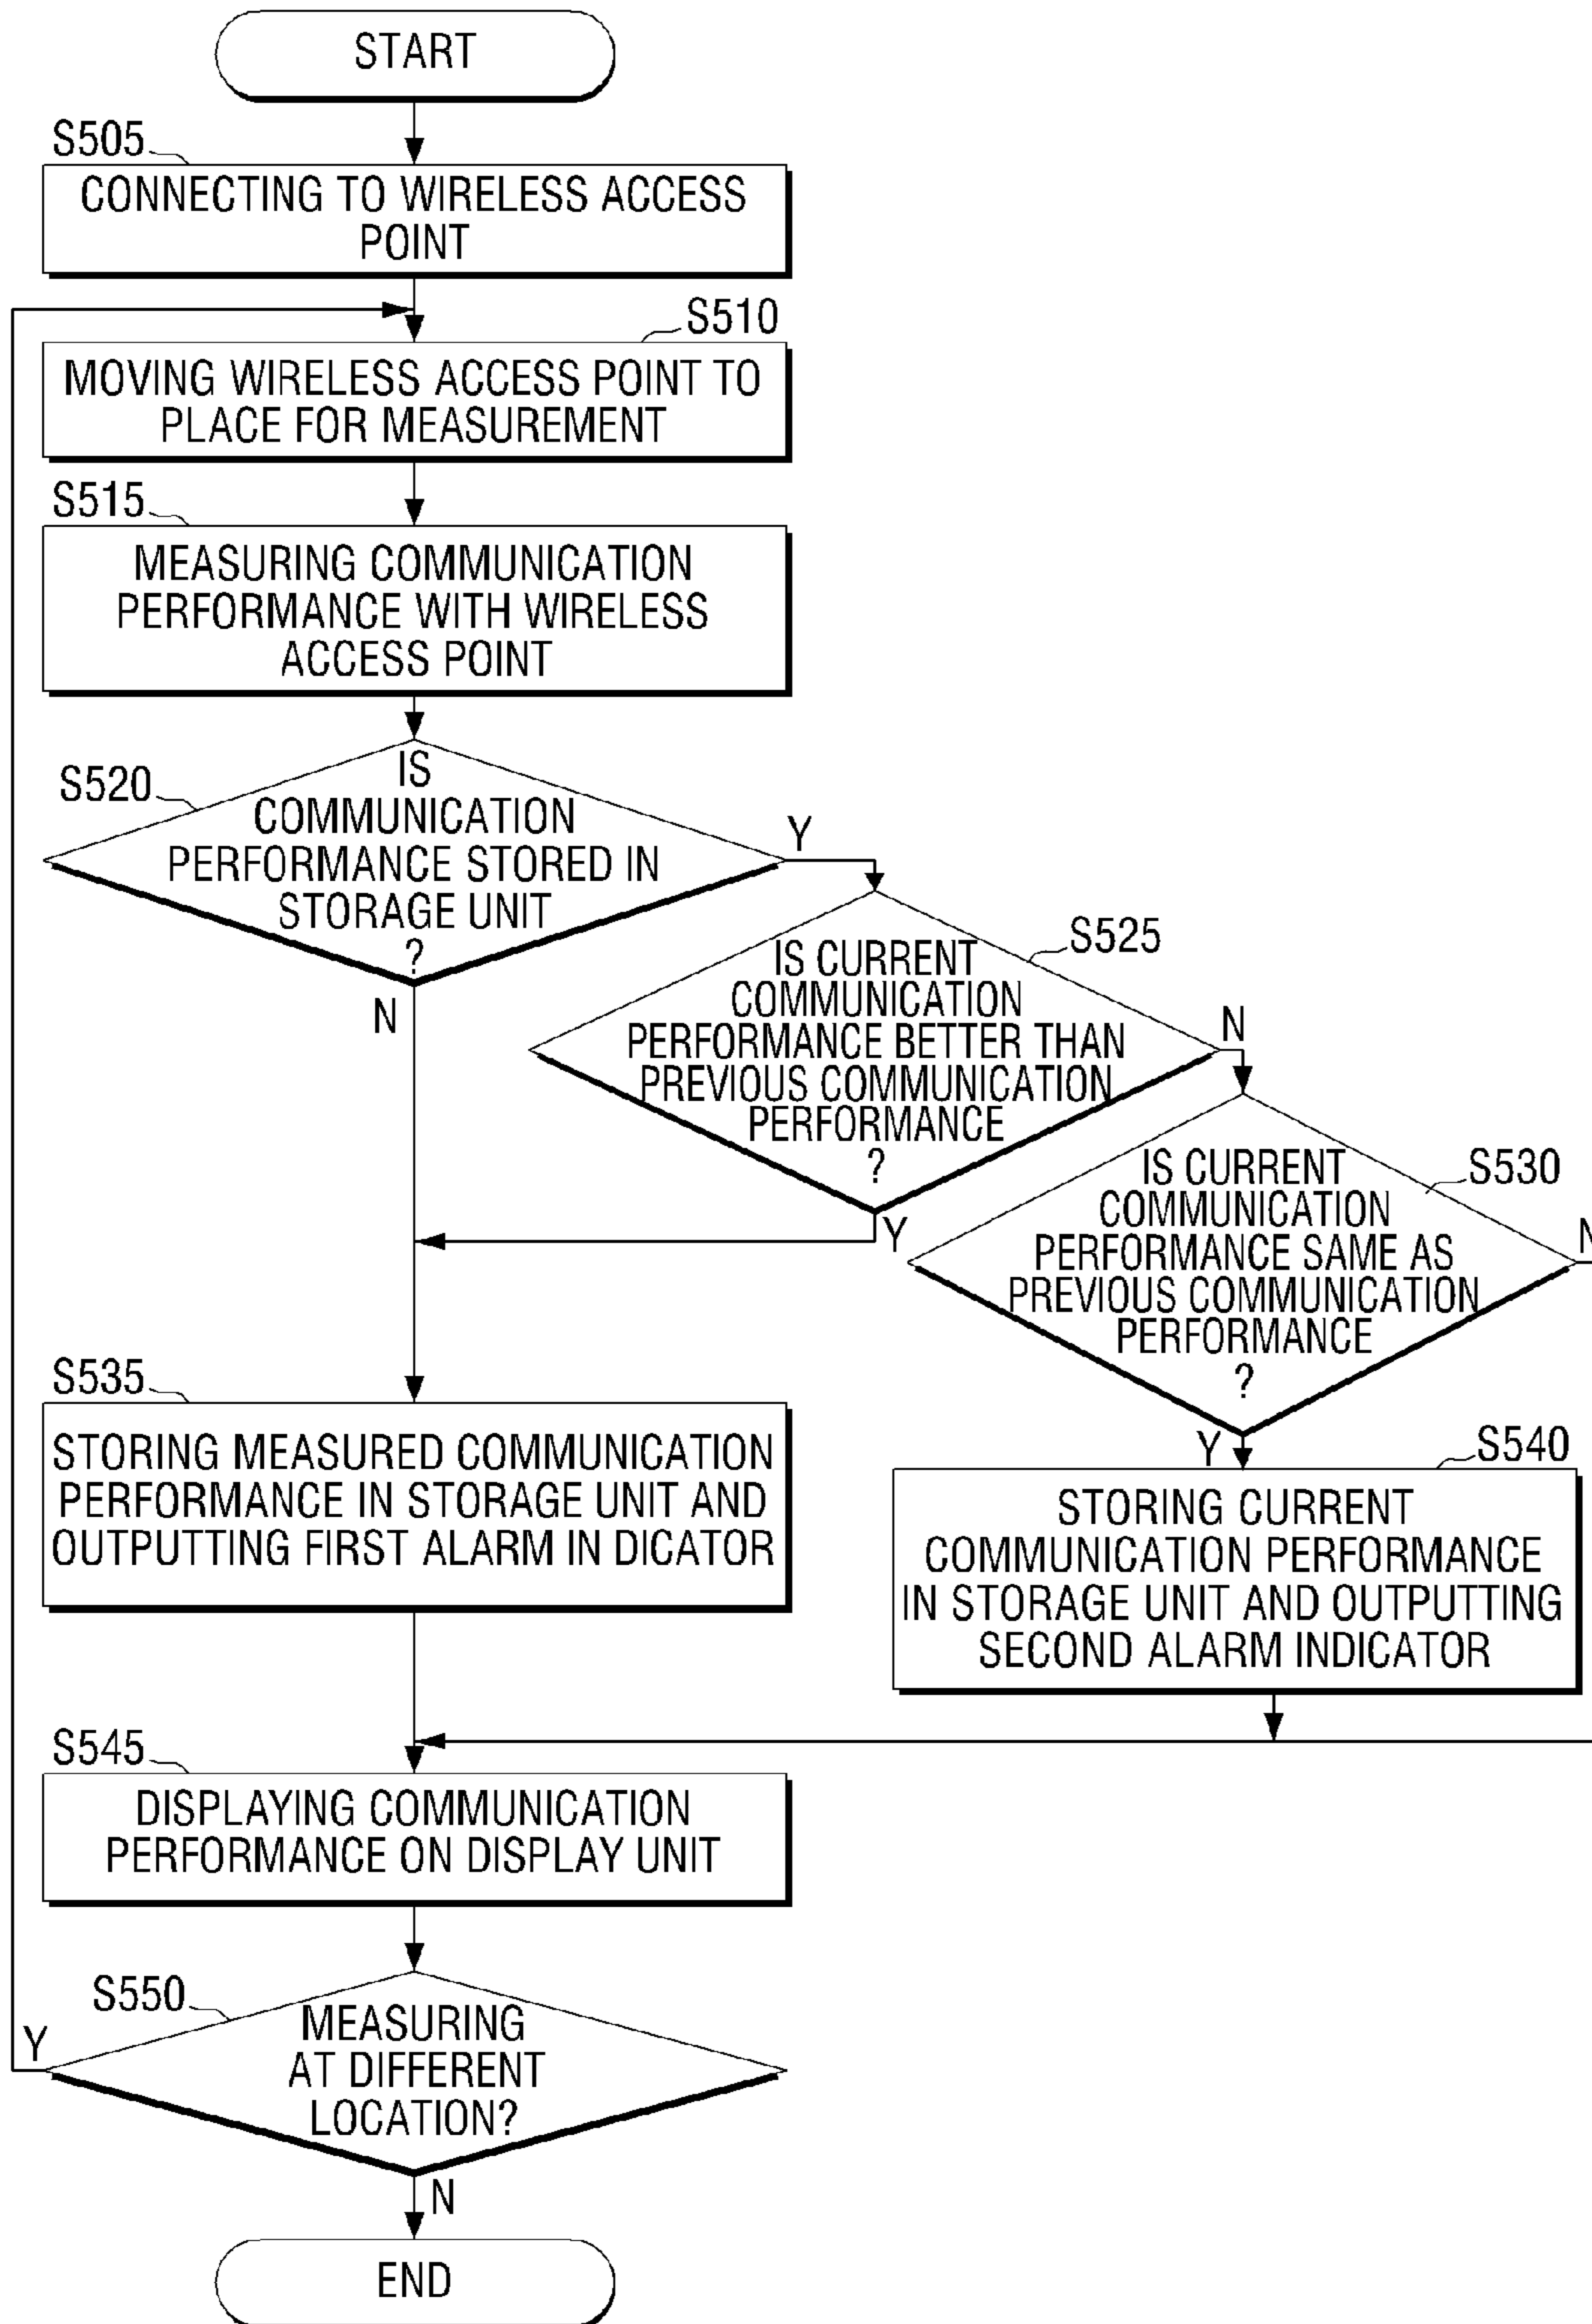 START
S505
CONNECTING TO WIRELESS ACCESS
POINT
S510
MOVING WIRELESS ACCESS POINT TO
PLACE FOR MEASUREMENT
S515
MEASURING COMMUNICATION
PERFORMANCE WITH WIRELESS
ACCESS POINT
S520
IS
COMMUNICATION
PERFORMANCE STORED IN
STORAGE UNIT
?
Y
N
S525
IS CURRENT
COMMUNICATION
PERFORMANCE BETTER THAN
PREVIOUS COMMUNICATION
PERFORMANCE
?
N
Y
S530
IS CURRENT
COMMUNICATION
PERFORMANCE SAME AS
PREVIOUS COMMUNICATION
PERFORMANCE
?
N
Y
S535
STORING MEASURED COMMUNICATION
PERFORMANCE IN STORAGE UNIT AND
OUTPUTTING FIRST ALARM IN DICATOR
S540
STORING CURRENT
COMMUNICATION PERFORMANCE
IN STORAGE UNIT AND OUTPUTTING
SECOND ALARM INDICATOR
S545
DISPLAYING COMMUNICATION
PERFORMANCE ON DISPLAY UNIT
S550
MEASURING
AT DIFFERENT
LOCATION?
Y
N
END